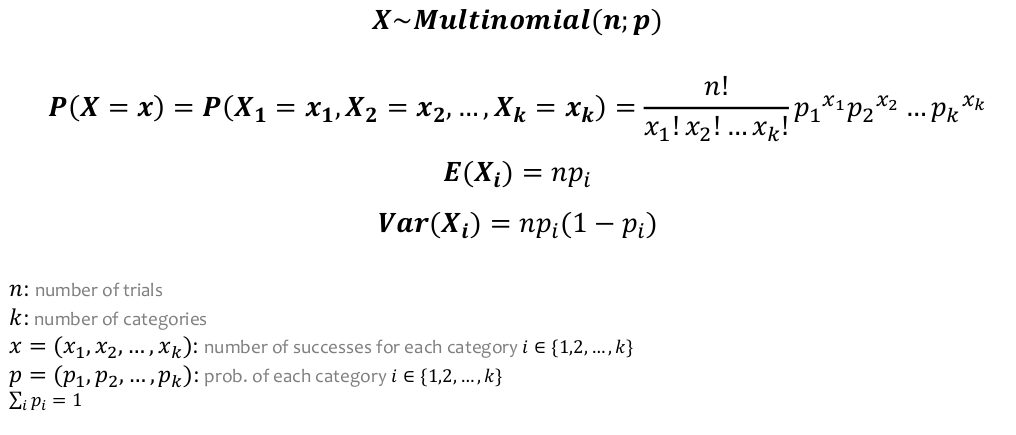 X~Multinomial(n; p)
P(X = x) = P(X₁ = x₁, X₂ = x₂, … , Xₖ = xₖ) = n! / (x₁! x₂! … xₖ!) p₁^x₁ p₂^x₂ … pₖ^xₖ
E(Xᵢ) = npᵢ
Var(Xᵢ) = npᵢ(1 − pᵢ)
n: number of trials
k: number of categories
x = (x₁, x₂, … , xₖ): number of successes for each category i ∈ {1,2, … , k}
p = (p₁, p₂, … , pₖ): prob. of each category i ∈ {1,2, … , k}
∑ᵢ pᵢ = 1